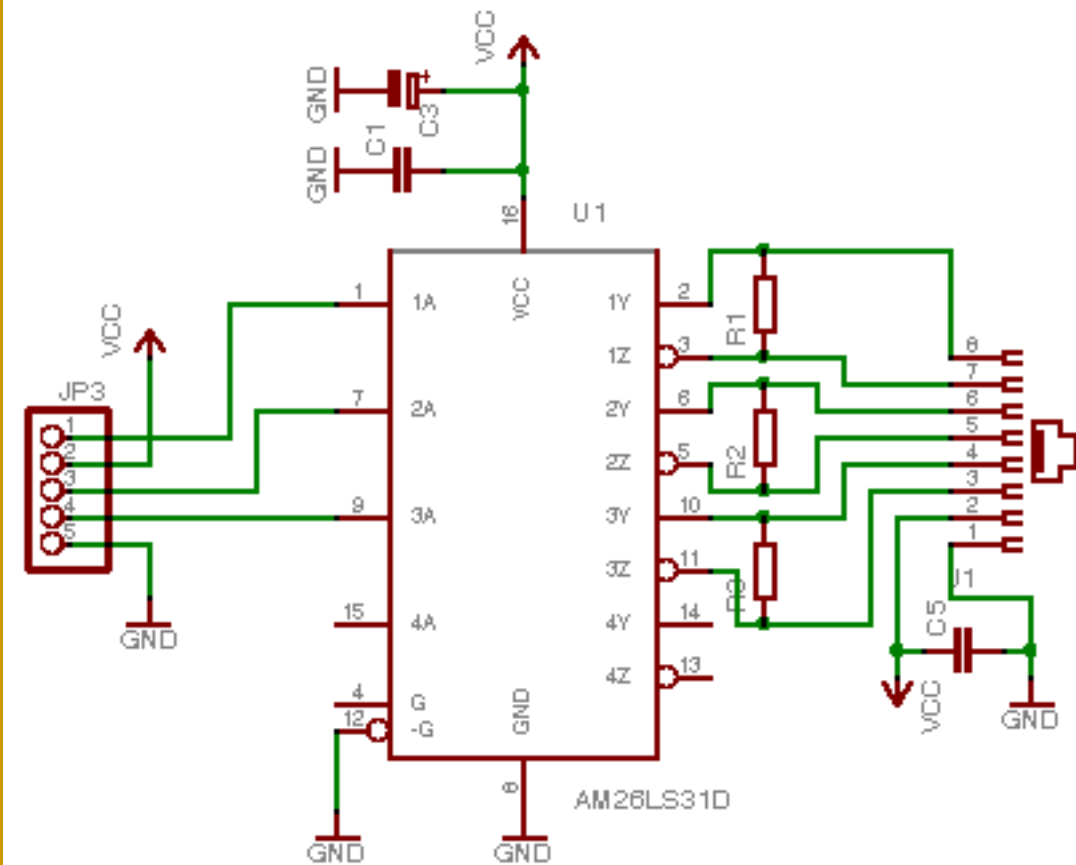 VCC
GND
C3
GND
C1
16
U1
VCC
1
1A
1Y
2
R1
1Z
3
VCC
JP3
1
2
3
4
5
7
2A
2Y
6
2Z
5
R2
9
3A
3Y
10
3Z
11
R3
8
7
6
5
4
3
2
1
J1
15
4A
4Y
14
4Z
13
C5
GND
4
G
12
-G
GND
VCC
GND
8
AM26LS31D
GND
GND